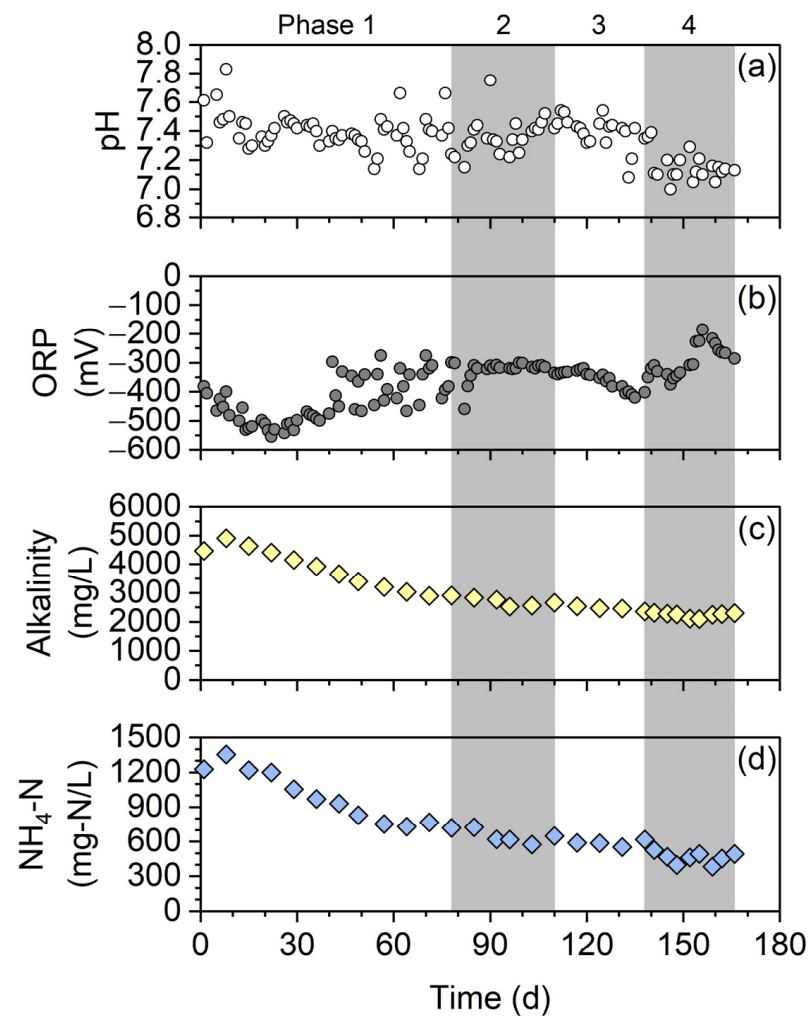 Phase 1 2 3 4
(a)
pH
8.0
7.8
7.6
7.4
7.2
7.0
6.8
(b)
ORP
(mV)
0
−100
−200
−300
−400
−500
−600
(c)
Alkalinity
(mg/L)
6000
5000
4000
3000
2000
1000
0
(d)
NH₄-N
(mg-N/L)
1500
1200
900
600
300
0
0 30 60 90 120 150 180
Time (d)